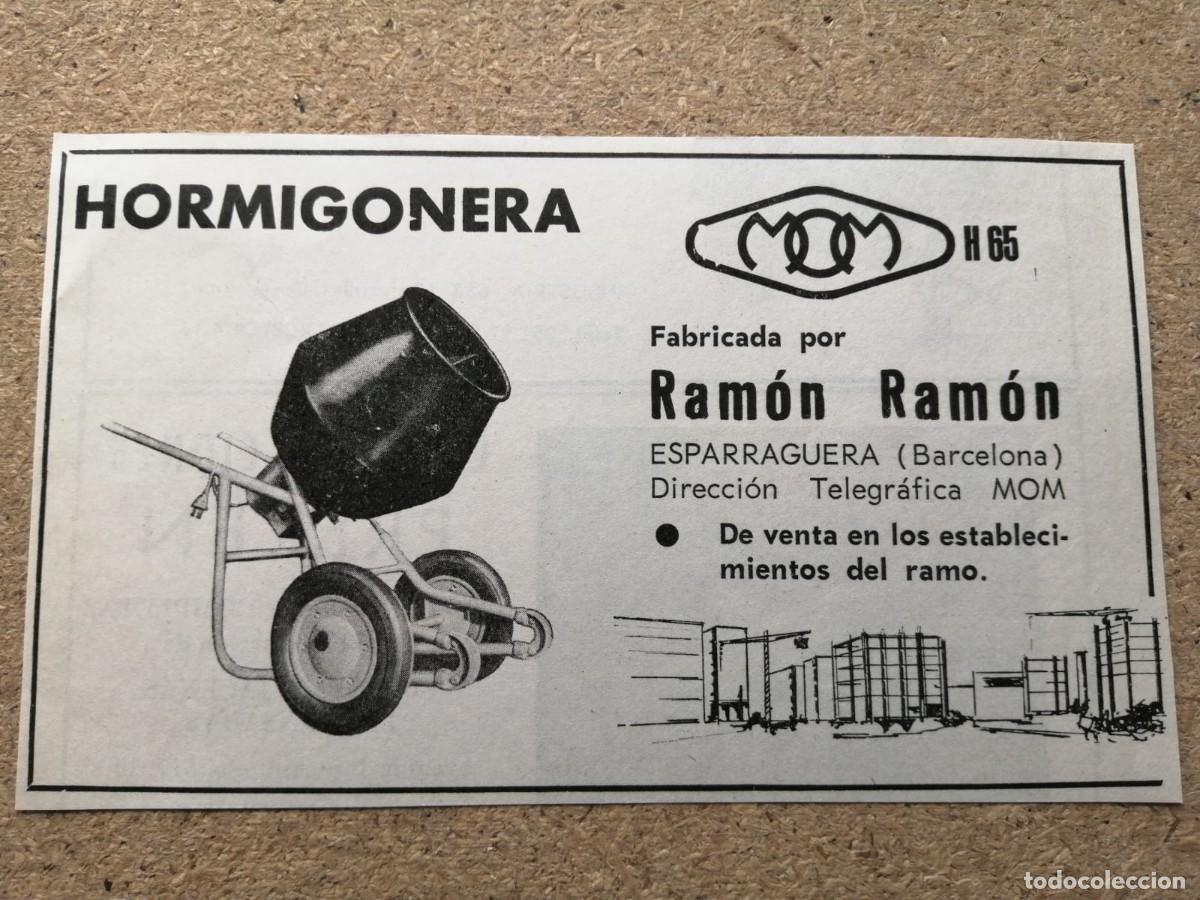 HORMIGONERA
MOM H 65
Fabricada por
Ramón Ramón
ESPARRAGUERA (Barcelona)
Dirección Telegráfica MOM
● De venta en los estableci-
mientos del ramo.
todocoleccion